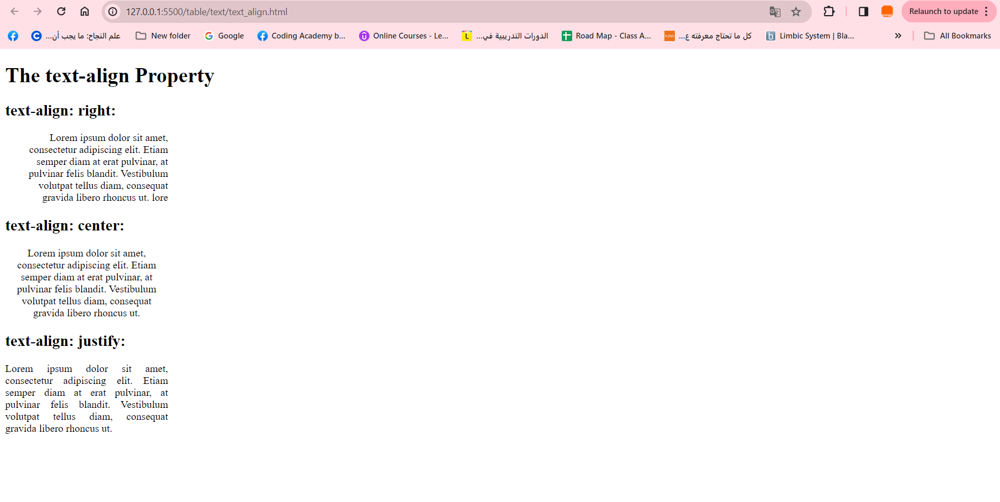 127.0.0.1:5500/table/text/text_align.html
Relaunch to update
علم النجاح: ما يجب أن...
New folder
Google
Coding Academy b...
Online Courses - Le...
الدورات التدريبية في...
Road Map - Class A...
كل ما تحتاج معرفته ع...
Limbic System | Bla...
All Bookmarks
The text-align Property
text-align: right:
Lorem ipsum dolor sit amet,
consectetur adipiscing elit. Etiam
semper diam at erat pulvinar, at
pulvinar felis blandit. Vestibulum
volutpat tellus diam, consequat
gravida libero rhoncus ut. lore
text-align: center:
Lorem ipsum dolor sit amet,
consectetur adipiscing elit. Etiam
semper diam at erat pulvinar, at
pulvinar felis blandit. Vestibulum
volutpat tellus diam, consequat
gravida libero rhoncus ut.
text-align: justify:
Lorem ipsum dolor sit amet,
consectetur adipiscing elit. Etiam
semper diam at erat pulvinar, at
pulvinar felis blandit. Vestibulum
volutpat tellus diam, consequat
gravida libero rhoncus ut.